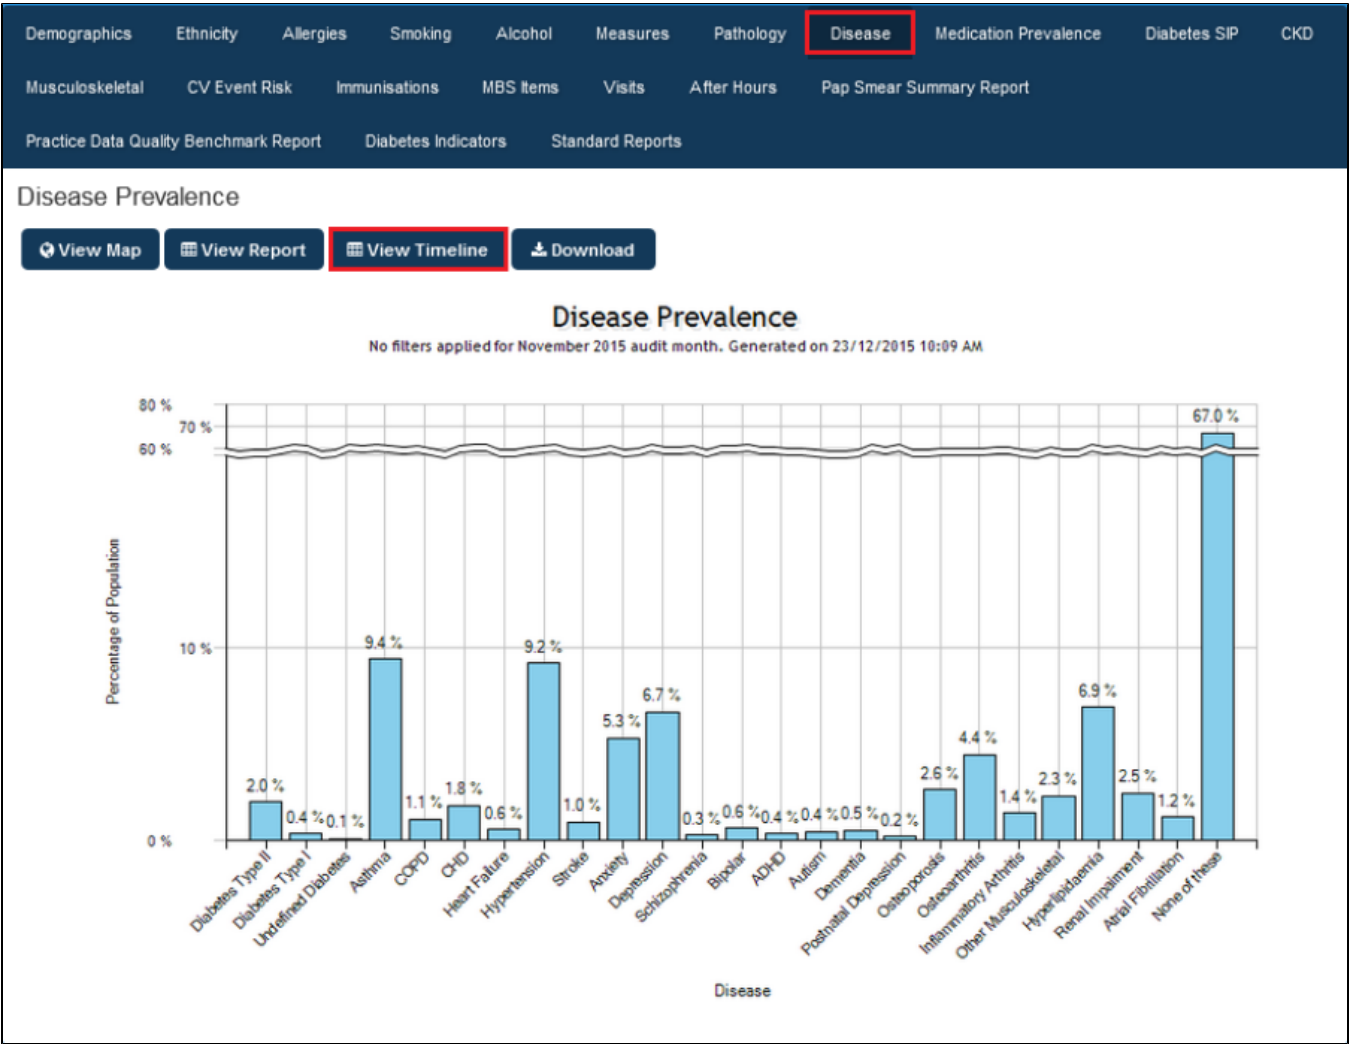 Demographics Ethnicity Allergies Smoking Alcohol Measures Pathology Disease Medication Prevalence Diabetes SIP CKD
Musculoskeletal CV Event Risk Immunisations MBS Items Visits After Hours Pap Smear Summary Report
Practice Data Quality Benchmark Report Diabetes Indicators Standard Reports
Disease Prevalence
View Map View Report View Timeline Download
Disease Prevalence
No filters applied for November 2015 audit month. Generated on 23/12/2015 10:09 AM
80 %
70 %
60 %
10 %
0 %
Percentage of Population
2.0 %
0.4 %
0.1 %
9.4 %
1.1 %
1.8 %
0.6 %
9.2 %
1.0 %
5.3 %
6.7 %
0.3 %
0.6 %
0.4 %
0.4 %
0.5 %
0.2 %
2.6 %
4.4 %
1.4 %
2.3 %
6.9 %
2.5 %
1.2 %
67.0 %
Diabetes Type II
Diabetes Type I
Undefined Diabetes
Asthma
COPD
CHD
Heart Failure
Hypertension
Stroke
Anxiety
Depression
Schizophrenia
Bipolar
ADHD
Autism
Dementia
Postnatal Depression
Osteoporosis
Osteoarthritis
Inflammatory Arthritis
Other Musculoskeletal
Hyperlipidaemia
Renal Impairment
Atrial Fibrillation
None of these
Disease